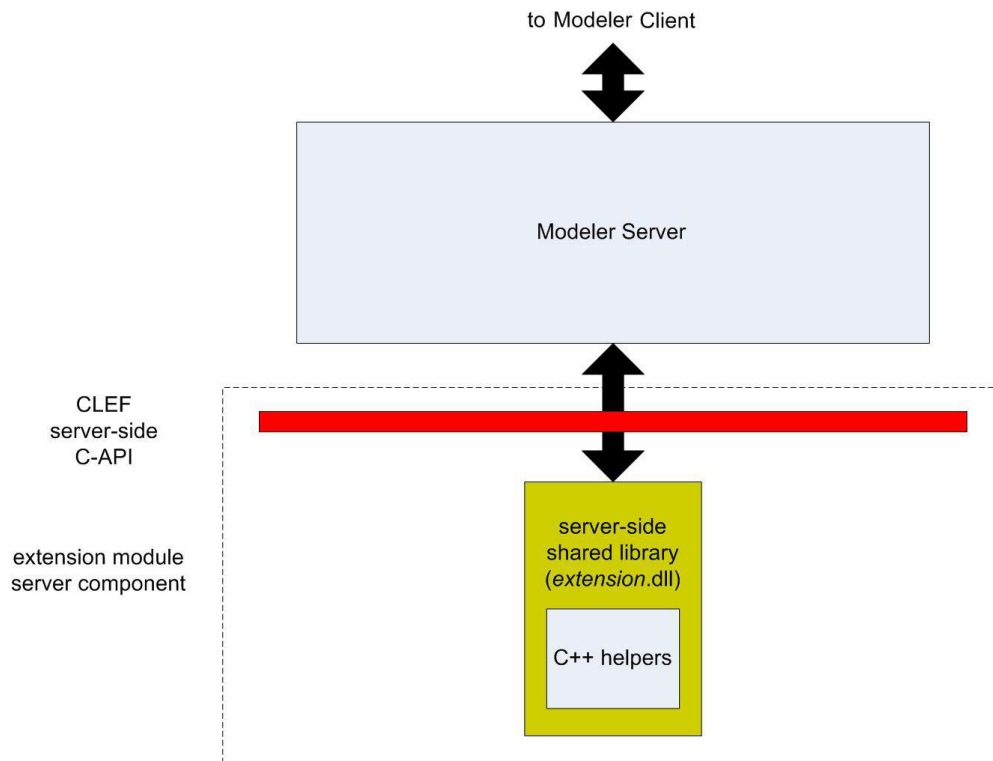 to Modeler Client
Modeler Server
CLEF
server-side
C-API
extension module
server component
server-side
shared library
(extension.dll)
C++ helpers